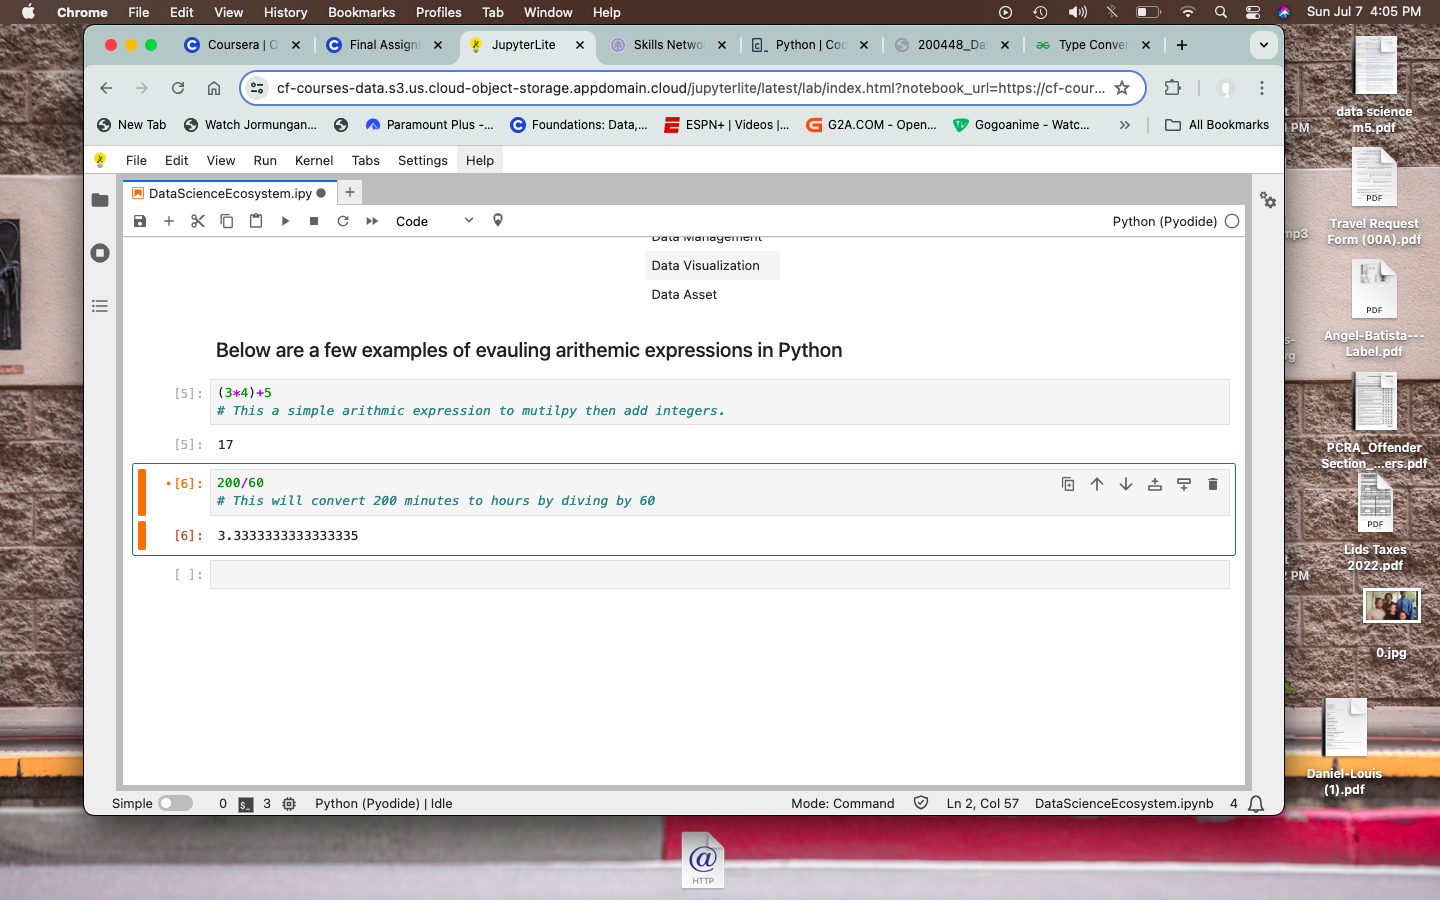 Chrome File Edit View History Bookmarks Profiles Tab Window Help Sun Jul 7 4:05 PM
Coursera | O Final Assign JupyterLite Skills Netwo Python | Cod 200448_Da Type Conver
cf-courses-data.s3.us.cloud-object-storage.appdomain.cloud/jupyterlite/latest/lab/index.html?notebook_url=https://cf-cour...
New Tab Watch Jormungan... Paramount Plus -... Foundations: Data,... ESPN+ | Videos |... G2A.COM - Open... Gogoanime - Watc... All Bookmarks
File Edit View Run Kernel Tabs Settings Help
DataScienceEcosystem.ipy
Code Python (Pyodide)
Data Management
Data Visualization
Data Asset
Below are a few examples of evauling arithemic expressions in Python
[5]: (3*4)+5
# This a simple arithmic expression to mutilpy then add integers.
[5]: 17
[6]: 200/60
# This will convert 200 minutes to hours by diving by 60
[6]: 3.3333333333333335
[ ]:
Simple 0 $_ 3 Python (Pyodide) | Idle Mode: Command Ln 2, Col 57 DataScienceEcosystem.ipynb 4
data science
m5.pdf
PM
PDF
Travel Request
Form (00A).pdf
mp3
PDF
Angel-Batista---
Label.pdf
PCRA_Offender
Section_...ers.pdf
PDF
Lids Taxes
2022.pdf
PM
0.jpg
Daniel-Louis
(1).pdf
@
HTTP